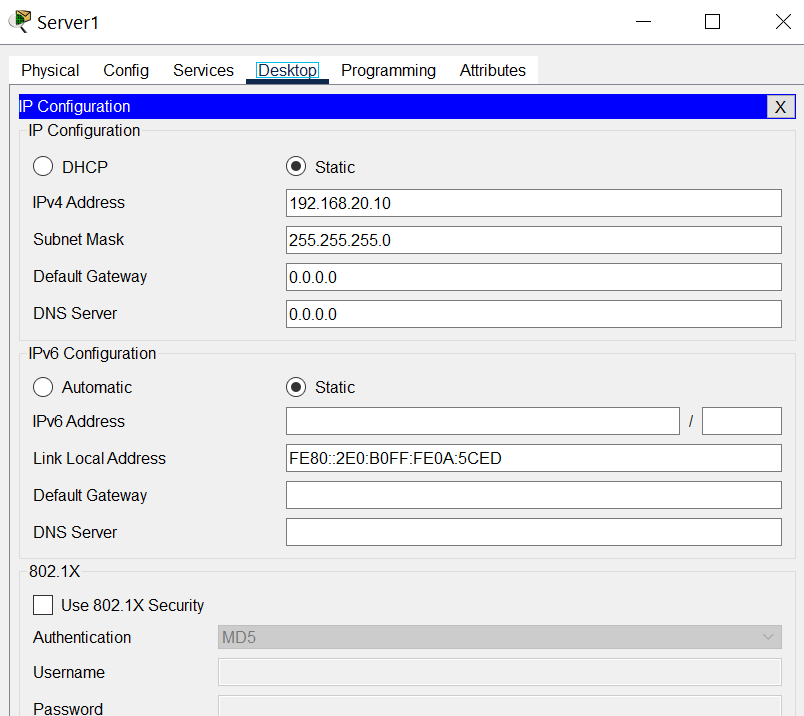 Server1
Physical Config Services Desktop Programming Attributes
IP Configuration X
IP Configuration
DHCP Static
IPv4 Address 192.168.20.10
Subnet Mask 255.255.255.0
Default Gateway 0.0.0.0
DNS Server 0.0.0.0
IPv6 Configuration
Automatic Static
IPv6 Address /
Link Local Address FE80::2E0:B0FF:FE0A:5CED
Default Gateway
DNS Server
802.1X
Use 802.1X Security
Authentication MD5
Username
Password